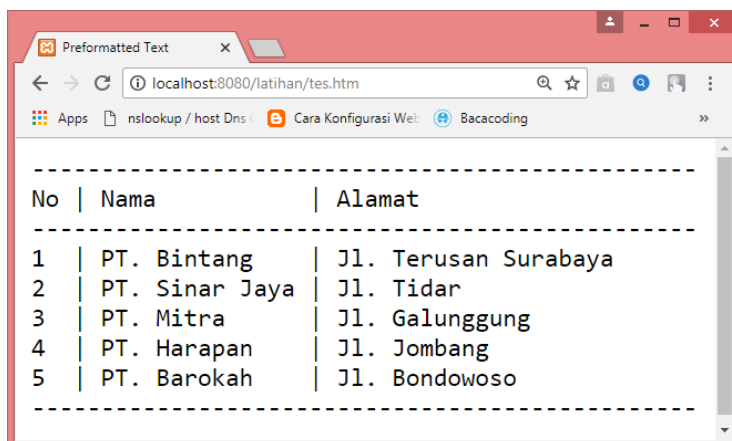 Preformatted Text
localhost:8080/latihan/tes.htm
Apps nslookup / host Dns Cara Konfigurasi Web Bacacoding
------------------------------------------------
No | Nama           | Alamat
------------------------------------------------
1  | PT. Bintang    | Jl. Terusan Surabaya
2  | PT. Sinar Jaya | Jl. Tidar
3  | PT. Mitra      | Jl. Galunggung
4  | PT. Harapan    | Jl. Jombang
5  | PT. Barokah    | Jl. Bondowoso
------------------------------------------------